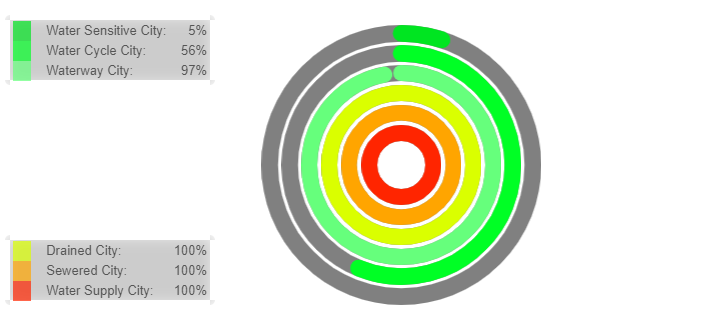 Water Sensitive City: 5%
Water Cycle City: 56%
Waterway City: 97%
Drained City: 100%
Sewered City: 100%
Water Supply City: 100%